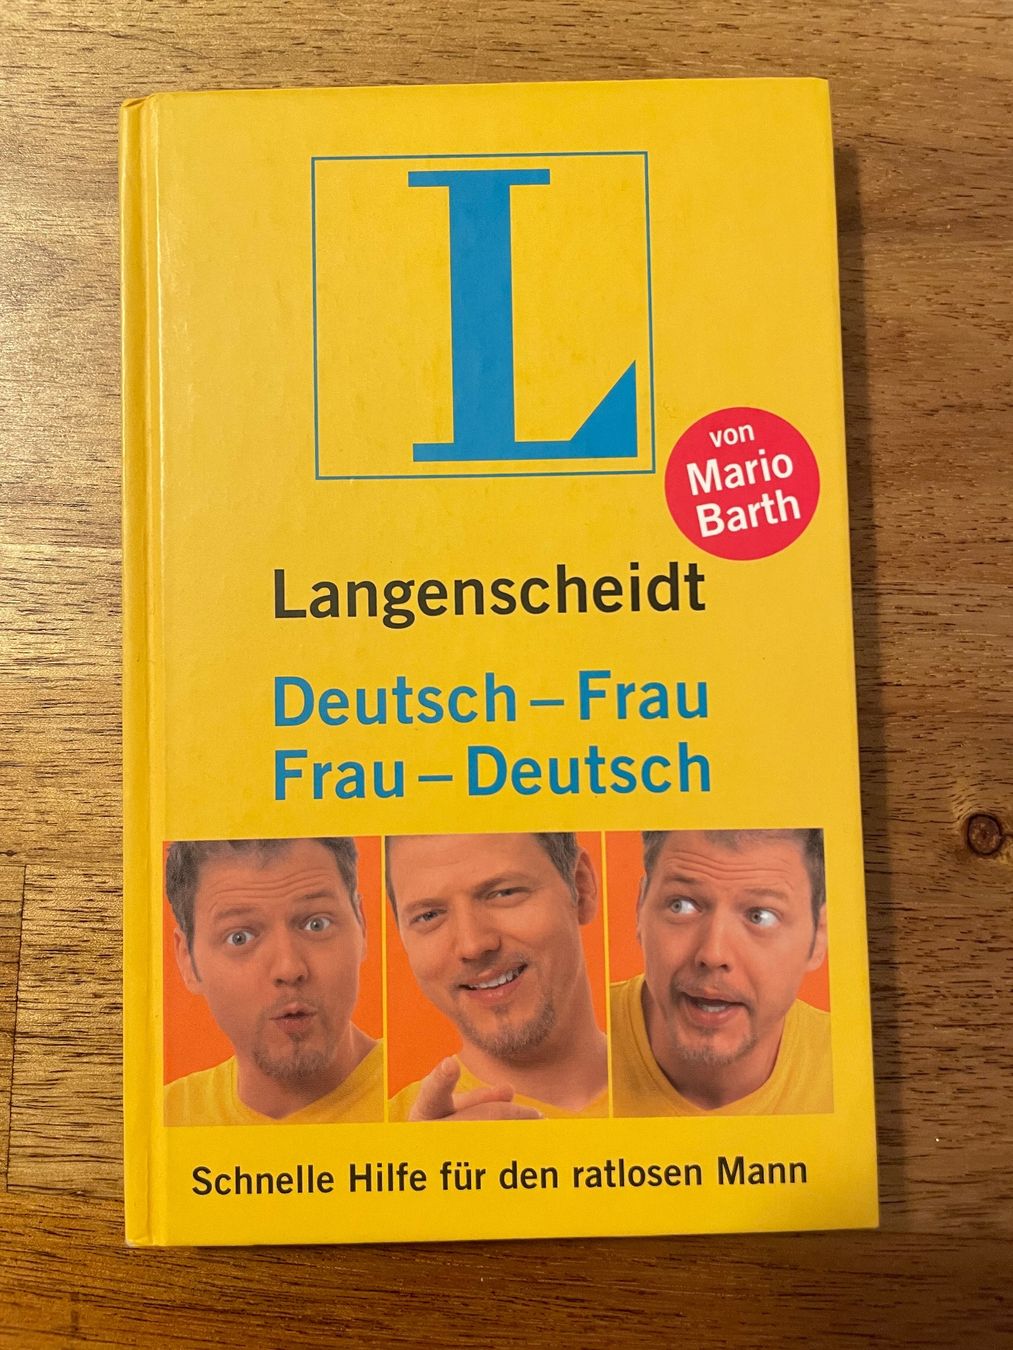 L
von
Mario
Barth
Langenscheidt
Deutsch – Frau
Frau – Deutsch
Schnelle Hilfe für den ratlosen Mann